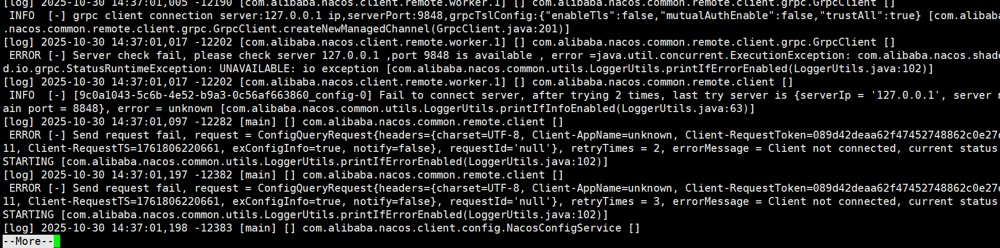 [log] 2025-10-30 14:37:01,005 -12190 [com.alibaba.nacos.client.remote.worker.1] [] com.alibaba.nacos.common.remote.client.grpc.GrpcClient []
 INFO  [-] grpc client connection server:127.0.0.1 ip,serverPort:9848,grpcTslConfig:{"enableTls":false,"mutualAuthEnable":false,"trustAll":true} [com.alibaba
.nacos.common.remote.client.grpc.GrpcClient.createNewManagedChannel(GrpcClient.java:201)]
[log] 2025-10-30 14:37:01,017 -12202 [com.alibaba.nacos.client.remote.worker.1] [] com.alibaba.nacos.common.remote.client.grpc.GrpcClient []
 ERROR [-] Server check fail, please check server 127.0.0.1 ,port 9848 is available , error =java.util.concurrent.ExecutionException: com.alibaba.nacos.shade
d.io.grpc.StatusRuntimeException: UNAVAILABLE: io exception [com.alibaba.nacos.common.utils.LoggerUtils.printIfErrorEnabled(LoggerUtils.java:102)]
[log] 2025-10-30 14:37:01,017 -12202 [com.alibaba.nacos.client.remote.worker.1] [] com.alibaba.nacos.common.remote.client []
 INFO  [-] [9c0a1043-5c6b-4e52-b9a3-0c56af663860_config-0] Fail to connect server, after trying 2 times, last try server is {serverIp = '127.0.0.1', server m
ain port = 8848}, error = unknown [com.alibaba.nacos.common.utils.LoggerUtils.printIfInfoEnabled(LoggerUtils.java:63)]
[log] 2025-10-30 14:37:01,097 -12282 [main] [] com.alibaba.nacos.common.remote.client []
 ERROR [-] Send request fail, request = ConfigQueryRequest{headers={charset=UTF-8, Client-AppName=unknown, Client-RequestToken=089d42deaa62f47452748862c0e27c
11, Client-RequestTS=1761806220661, exConfigInfo=true, notify=false}, requestId='null'}, retryTimes = 2, errorMessage = Client not connected, current status
STARTING [com.alibaba.nacos.common.utils.LoggerUtils.printIfErrorEnabled(LoggerUtils.java:102)]
[log] 2025-10-30 14:37:01,197 -12382 [main] [] com.alibaba.nacos.common.remote.client []
 ERROR [-] Send request fail, request = ConfigQueryRequest{headers={charset=UTF-8, Client-AppName=unknown, Client-RequestToken=089d42deaa62f47452748862c0e27c
11, Client-RequestTS=1761806220661, exConfigInfo=true, notify=false}, requestId='null'}, retryTimes = 3, errorMessage = Client not connected, current status
STARTING [com.alibaba.nacos.common.utils.LoggerUtils.printIfErrorEnabled(LoggerUtils.java:102)]
[log] 2025-10-30 14:37:01,198 -12383 [main] [] com.alibaba.nacos.client.config.NacosConfigService []
--More--